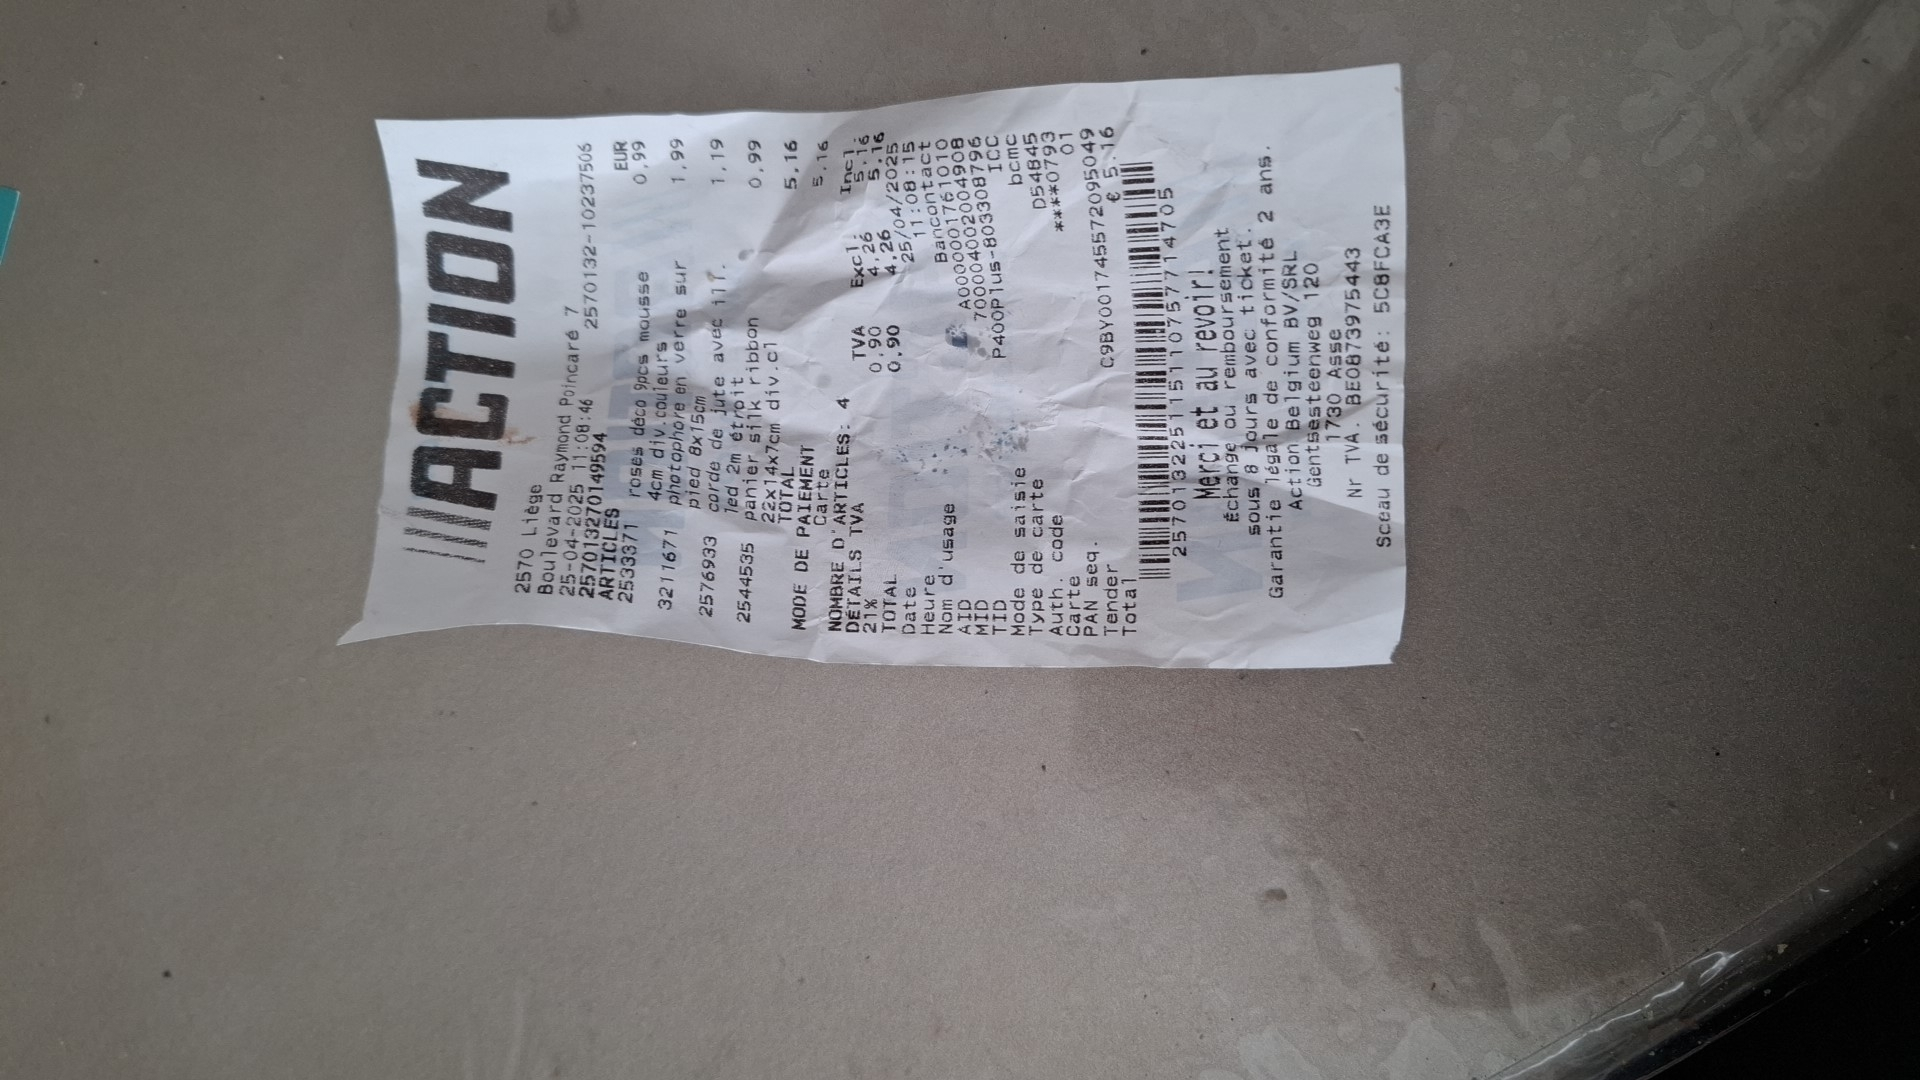 ACTION
2570 Liège
Boulevard Raymond Poincaré 7
25-04-2025 11:08:46 2570132-10237506
257013270149594
ARTICLES EUR
2533371 roses déco 9pcs mousse 0,99
4cm div.couleurs
3211671 photophore en verre sur 1,99
pied 8x15cm
2576933 corde de jute avec ill. 1,19
led 2m étroit
2544535 panier silk ribbon 0,99
22x14x7cm div.cl
TOTAL 5,16
MODE DE PAIEMENT
Carte 5,16
NOMBRE D'ARTICLES: 4
DÉTAILS TVA TVA Excl. Incl.
21% 0,90 4,26 5,16
TOTAL 0,90 4,26 5,16
Date 25/04/2025
Heure 11:08:15
Nom d'usage Bancontact
AID A0000001761010
MID 700004002004908
TID P400Plus-803308796
Mode de saisie ICC
Type de carte bcmc
Auth. code D54845
Carte ****0793
PAN seq. 01
Tender C9BY001745572095049
Total € 5.16
2570132251151107577714705
Merci et au revoir!
Échange ou remboursement
sous 8 jours avec ticket.
Garantie légale de conformité 2 ans.
Action Belgium BV/SRL
Gentsesteenweg 120
1730 Asse
Nr TVA. BE0873975443
Sceau de sécurité: 5C8FCA3E